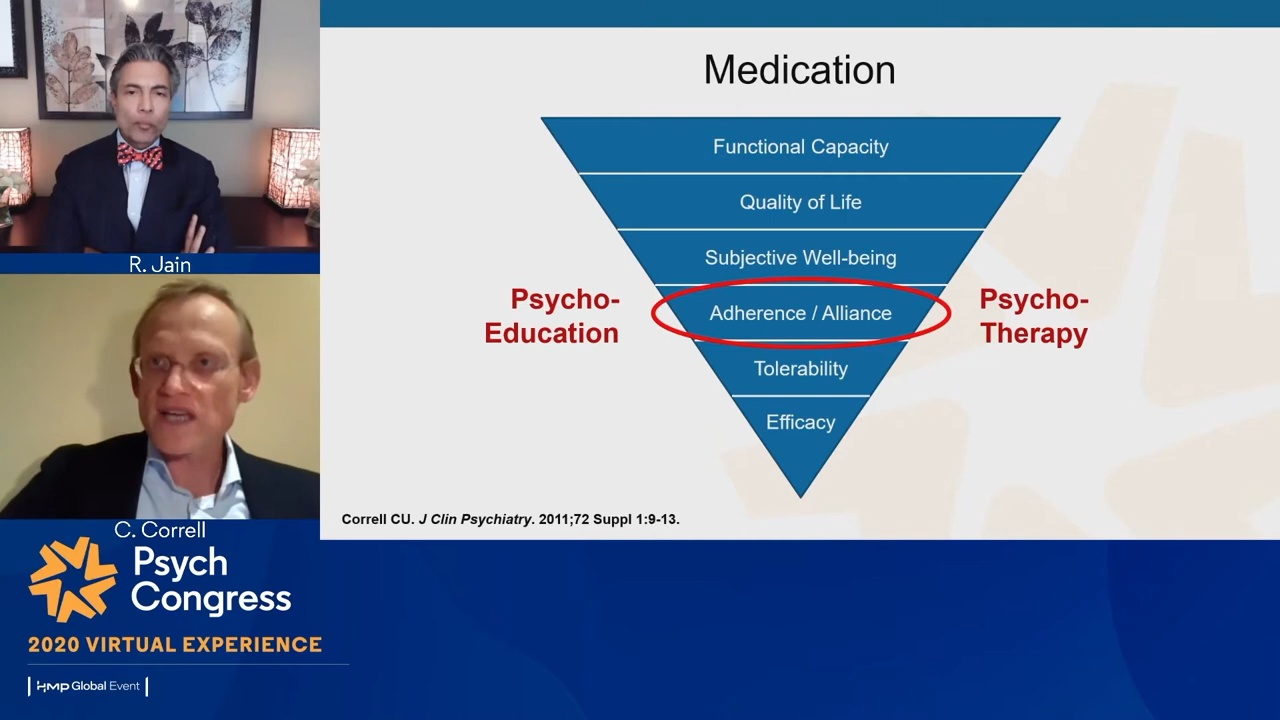 R. Jain
C. Correll
Psych
Congress
2020 VIRTUAL EXPERIENCE
HMP Global Event
Medication
Functional Capacity
Quality of Life
Subjective Well-being
Psycho-
Education
Adherence / Alliance
Psycho-
Therapy
Tolerability
Efficacy
Correll CU. J Clin Psychiatry. 2011;72 Suppl 1:9-13.